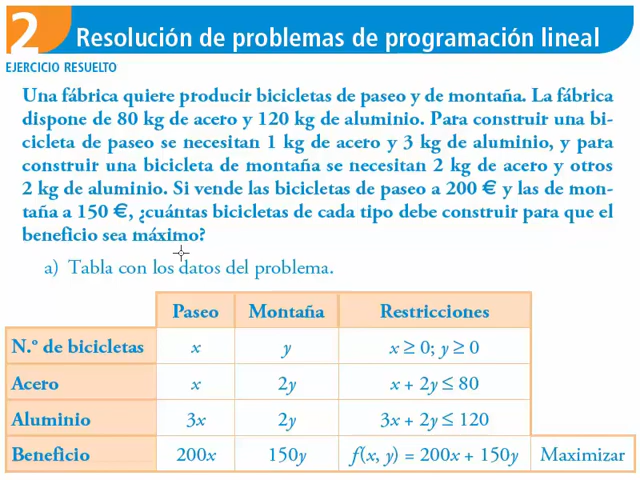 2 Resolución de problemas de programación lineal
EJERCICIO RESUELTO
Una fábrica quiere producir bicicletas de paseo y de montaña. La fábrica
dispone de 80 kg de acero y 120 kg de aluminio. Para construir una bi-
cicleta de paseo se necesitan 1 kg de acero y 3 kg de aluminio, y para
construir una bicicleta de montaña se necesitan 2 kg de acero y otros
2 kg de aluminio. Si vende las bicicletas de paseo a 200 € y las de mon-
taña a 150 €, ¿cuántas bicicletas de cada tipo debe construir para que el
beneficio sea máximo?
a) Tabla con los datos del problema.
Paseo Montaña Restricciones
N.º de bicicletas x y x ≥ 0; y ≥ 0
Acero x 2y x + 2y ≤ 80
Aluminio 3x 2y 3x + 2y ≤ 120
Beneficio 200x 150y f(x, y) = 200x + 150y Maximizar